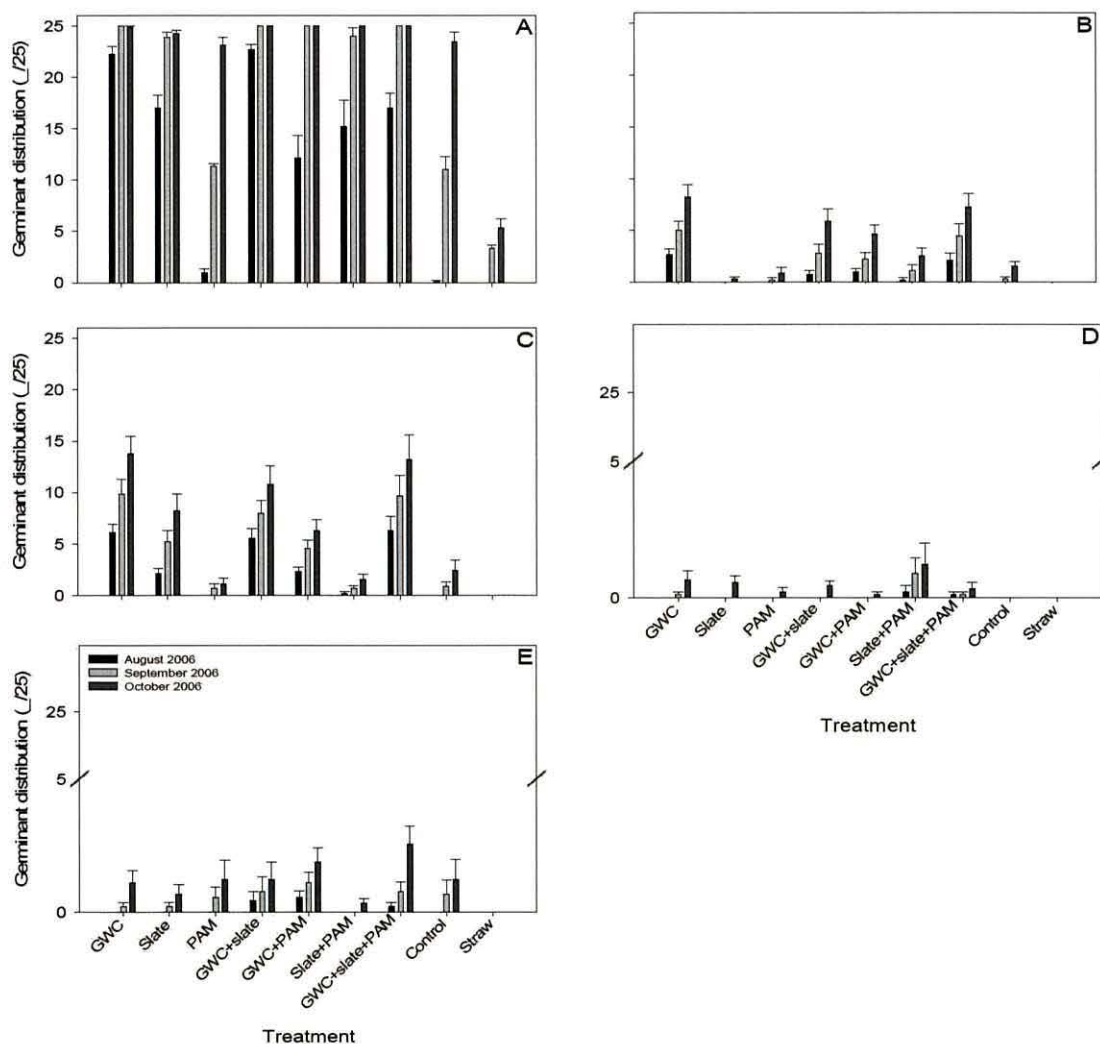 A
Germinant distribution (_/25)
25
20
15
10
5
0
B
C
Germinant distribution (_/25)
25
20
15
10
5
0
D
25
5
0
GWC
Slate
PAM
GWC+slate
GWC+PAM
Slate+PAM
GWC+slate+PAM
Control
Straw
Treatment
E
August 2006
September 2006
October 2006
Germinant distribution (_/25)
25
5
0
GWC
Slate
PAM
GWC+slate
GWC+PAM
Slate+PAM
GWC+slate+PAM
Control
Straw
Treatment